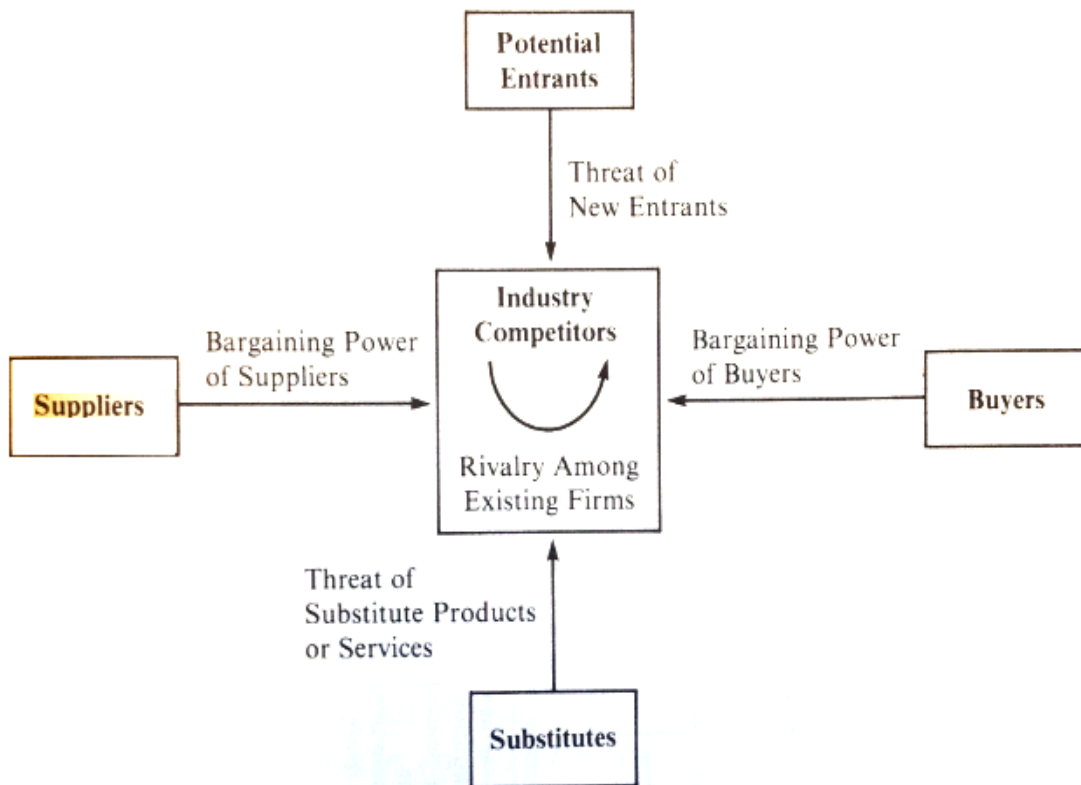 Potential
Entrants
Threat of
New Entrants
Industry
Competitors
Bargaining Power
of Suppliers
Bargaining Power
of Buyers
Suppliers
Buyers
Rivalry Among
Existing Firms
Threat of
Substitute Products
or Services
Substitutes